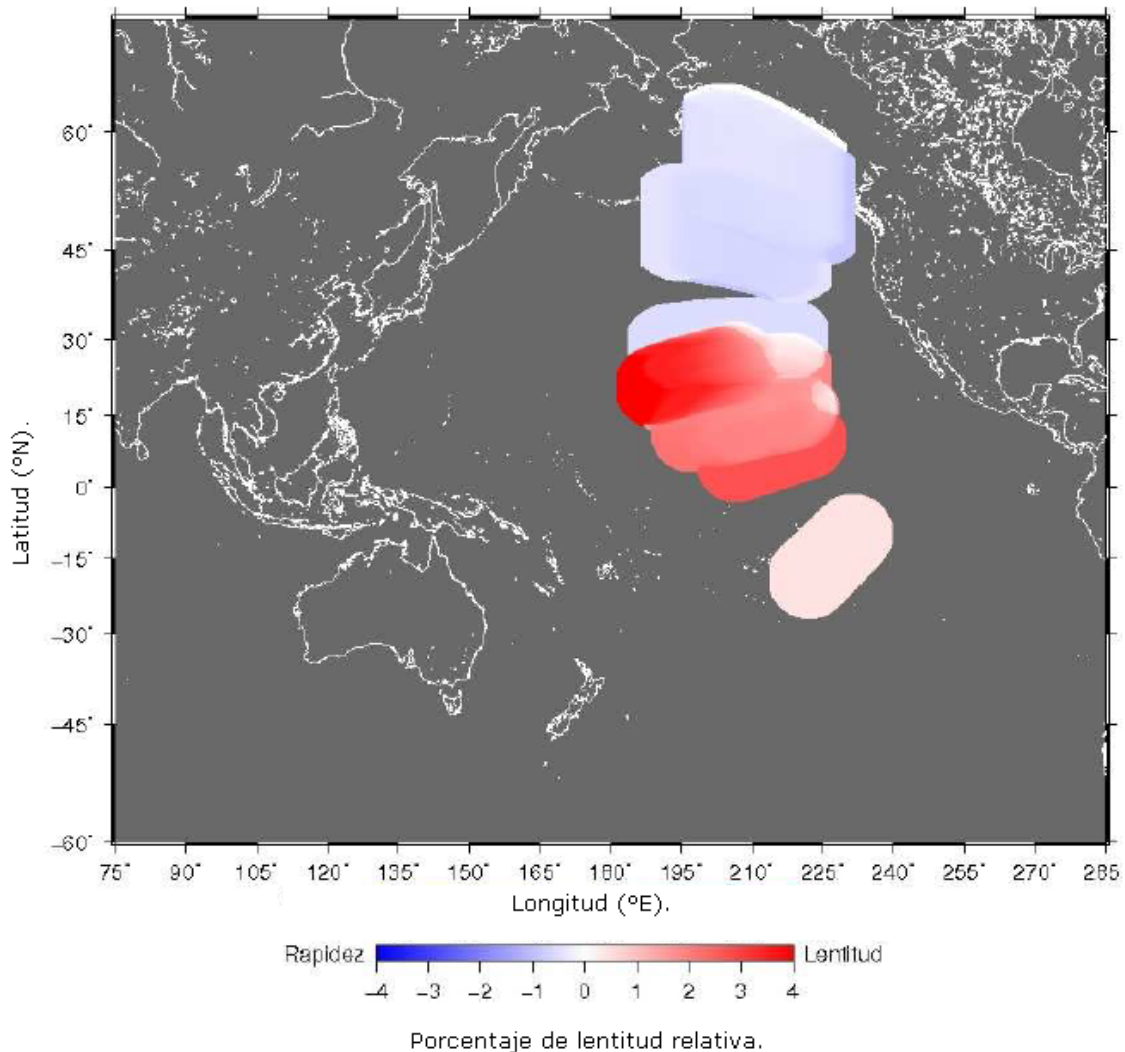 60°
45°
30°
15°
0°
−15°
−30°
−45°
−60°
Latitud (ºN).
75° 90° 105° 120° 135° 150° 165° 180° 195° 210° 225° 240° 255° 270° 285°
Longitud (ºE).
Rapidez Lentitud
−4 −3 −2 −1 0 1 2 3 4
Porcentaje de lentitud relativa.